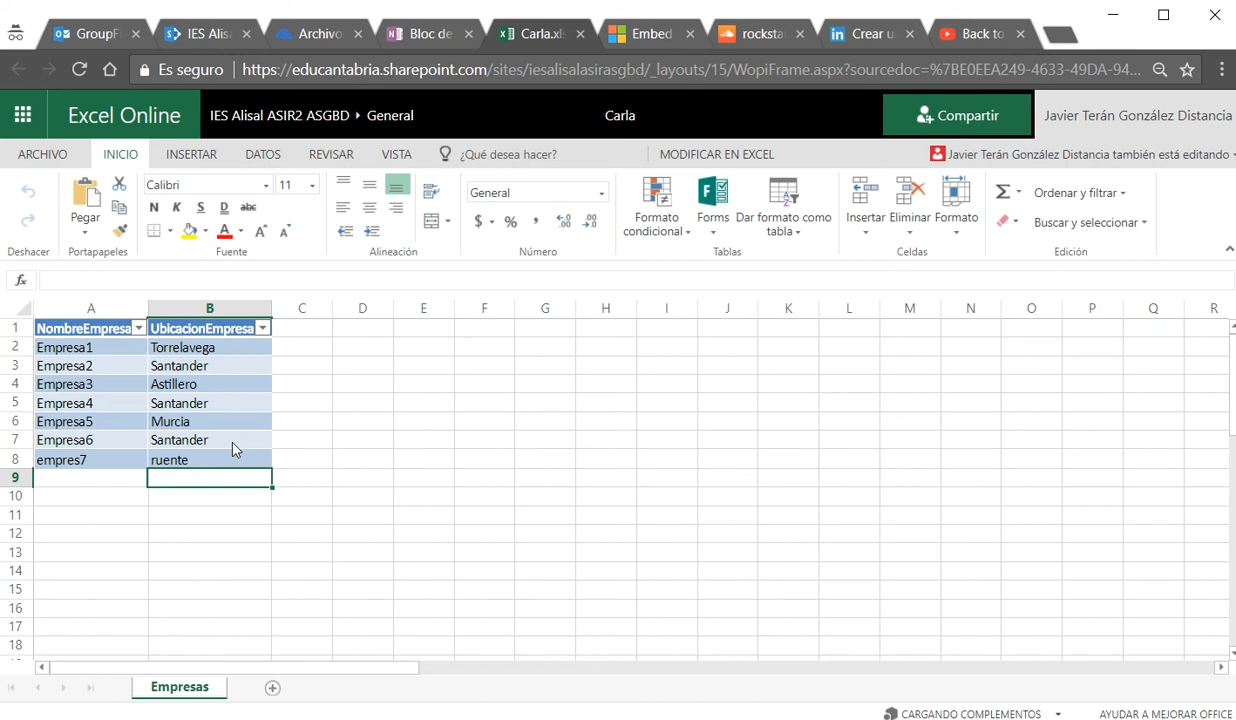 GroupFi
IES Alisa
Archivo
Bloc de
Carla.xls
Embed
rocksta
Crear u
Back to
Es seguro
https://educantabria.sharepoint.com/sites/iesalisalasirasgbd/_layouts/15/WopiFrame.aspx?sourcedoc=%7BE0EEA249-4633-49DA-94...
Excel Online
IES Alisal ASIR2 ASGBD ▸ General
Carla
Compartir
Javier Terán González Distancia
ARCHIVO INICIO INSERTAR DATOS REVISAR VISTA ¿Qué desea hacer? MODIFICAR EN EXCEL
Javier Terán González Distancia también está editando
Pegar
Calibri 11
N K S D abc
General
$ % ,
Formato condicional
Forms
Dar formato como tabla
Insertar Eliminar Formato
Ordenar y filtrar
Buscar y seleccionar
Deshacer Portapapeles Fuente Alineación Número Tablas Celdas Edición
fx
A B C D E F G H I J K L M N O P Q R
1 NombreEmpresa UbicacionEmpresa
2 Empresa1 Torrelavega
3 Empresa2 Santander
4 Empresa3 Astillero
5 Empresa4 Santander
6 Empresa5 Murcia
7 Empresa6 Santander
8 empres7 ruente
9
10
11
12
13
14
15
16
17
18
Empresas
CARGANDO COMPLEMENTOS
AYUDAR A MEJORAR OFFICE